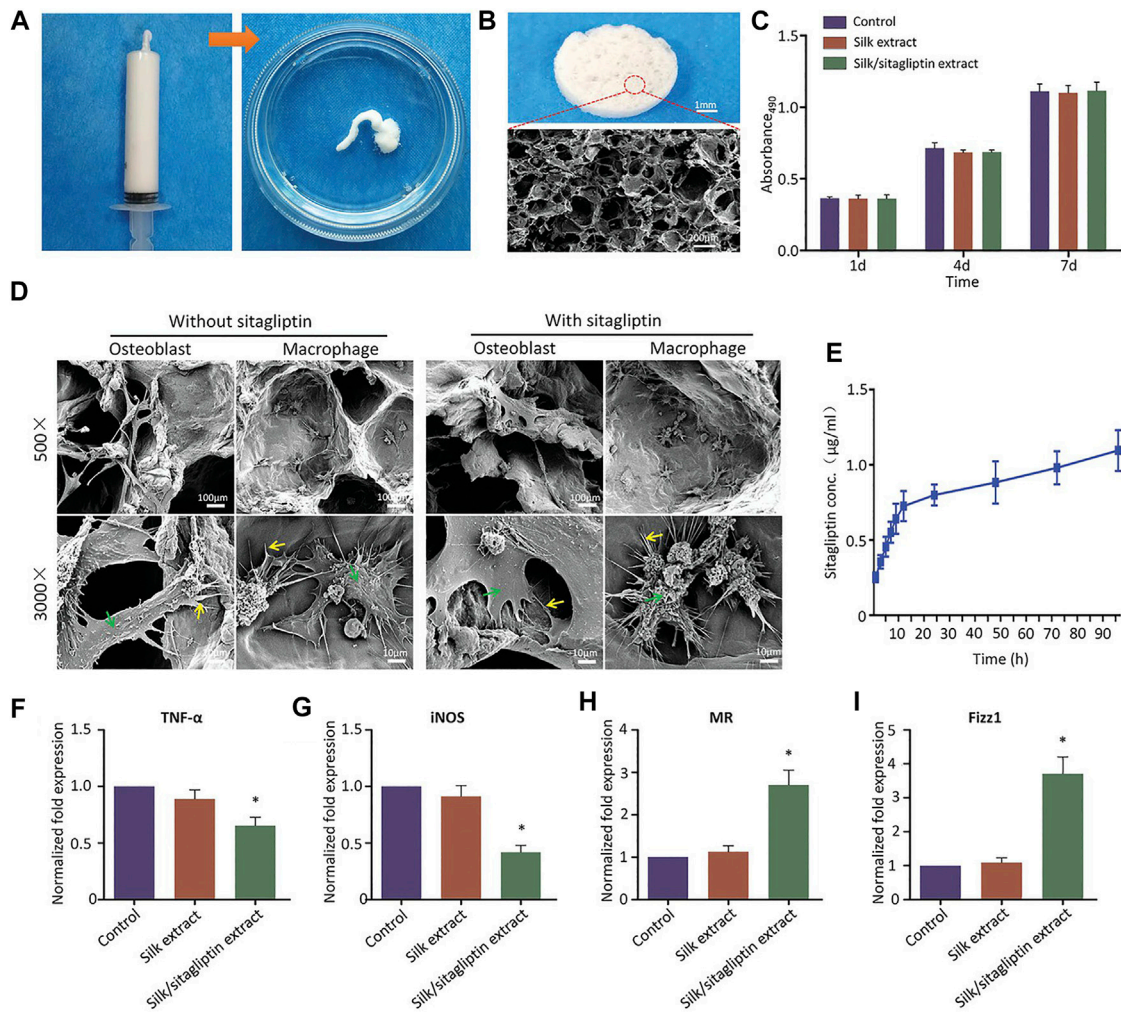 A
B
1mm
200μm
C
Control
Silk extract
Silk/sitagliptin extract
Absorbance490
1.5
1.0
0.5
0.0
1d
4d
7d
Time
D
Without sitagliptin
With sitagliptin
Osteoblast
Macrophage
Osteoblast
Macrophage
500×
100μm
100μm
100μm
100μm
3000×
10μm
10μm
10μm
10μm
E
Sitagliptin conc. (μg/ml)
1.5
1.0
0.5
0
10 20 30 40 50 60 70 80 90
Time (h)
F
TNF-α
Normalized fold expression
1.5
1.0
0.5
0
*
Control
Silk extract
Silk/sitagliptin extract
G
iNOS
Normalized fold expression
1.5
1.0
0.5
0
*
Control
Silk extract
Silk/sitagliptin extract
H
MR
Normalized fold expression
4
3
2
1
0
*
Control
Silk extract
Silk/sitagliptin extract
I
Fizz1
Normalized fold expression
5
4
3
2
1
0
*
Control
Silk extract
Silk/sitagliptin extract